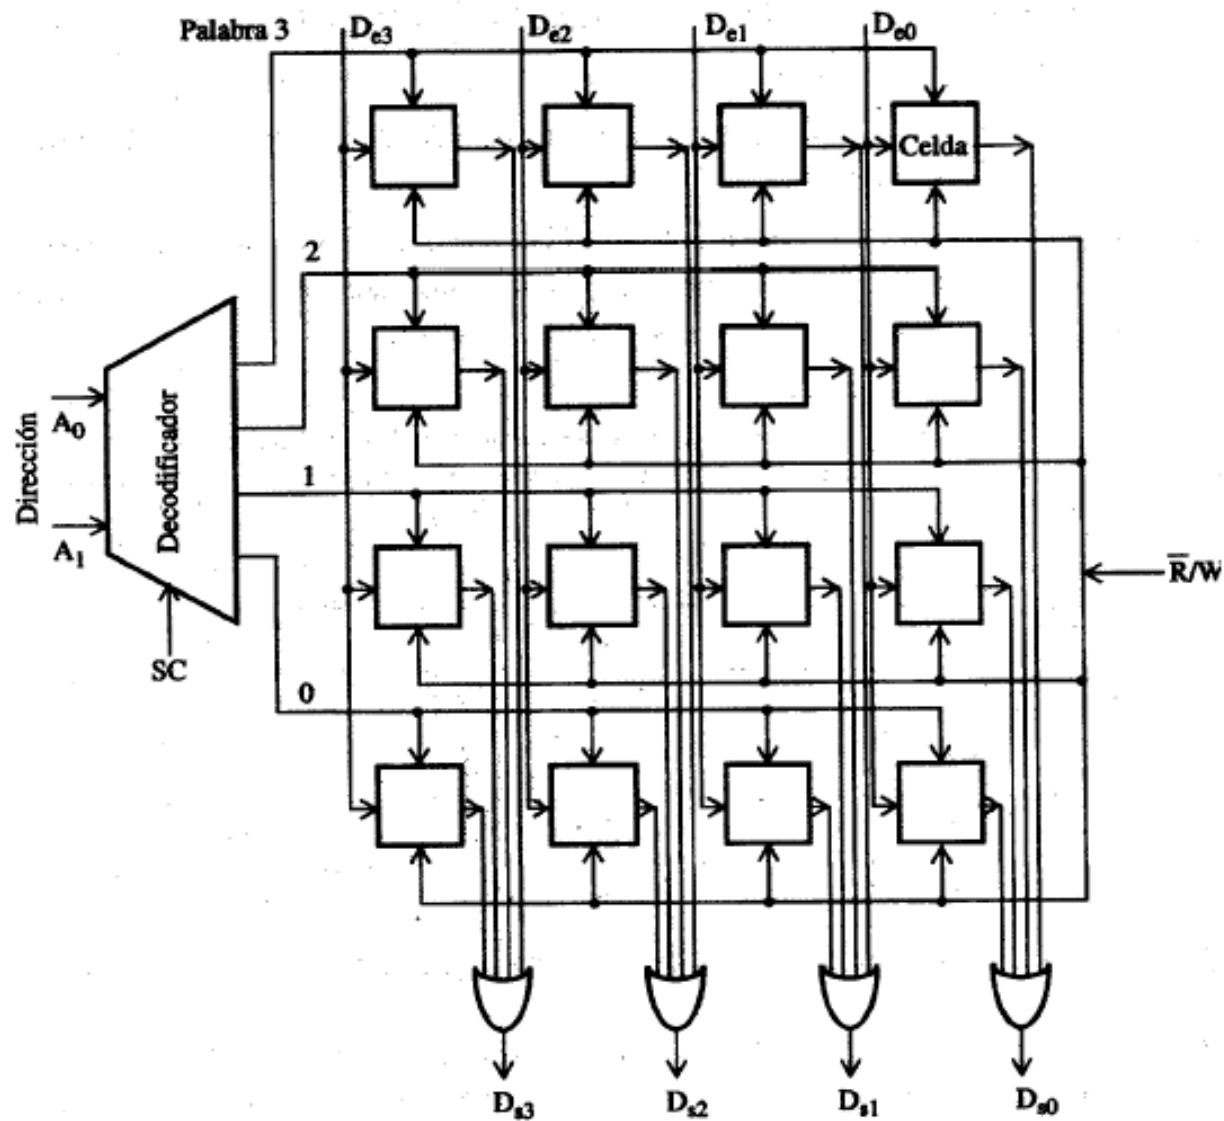 Palabra 3
De3
De2
De1
De0
Celda
2
Dirección
A0
A1
Decodificador
SC
1
R̅/W
0
Ds3
Ds2
Ds1
Ds0